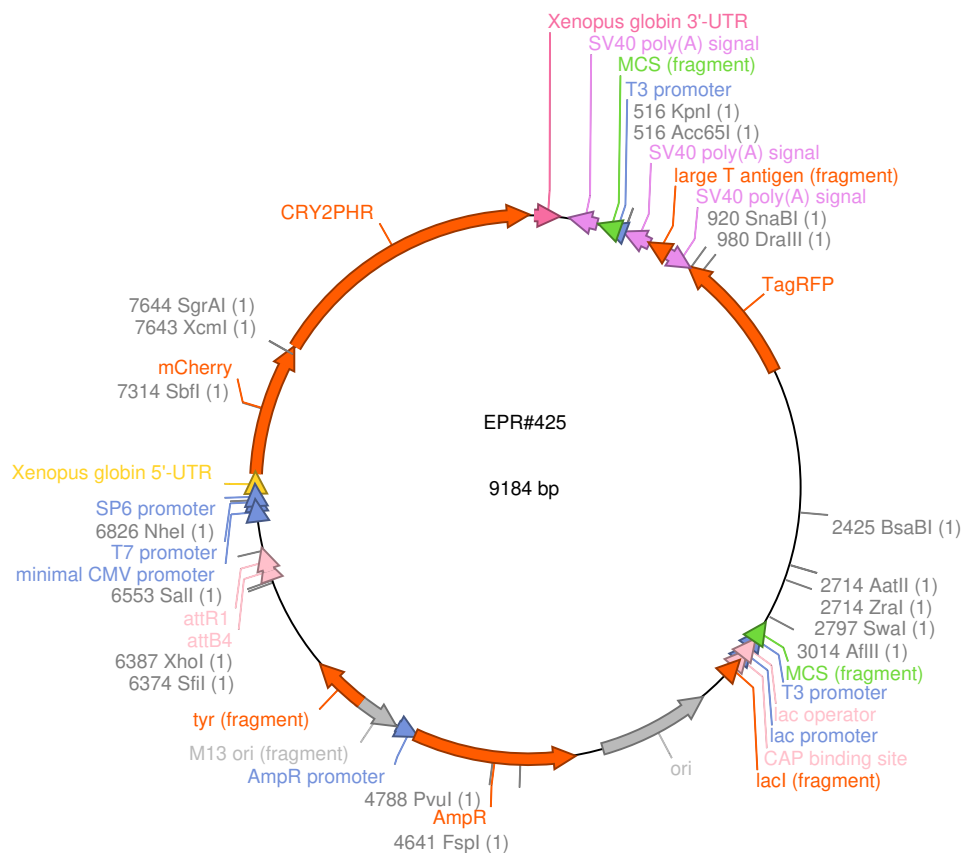 Xenopus globin 3'-UTR
SV40 poly(A) signal
MCS (fragment)
T3 promoter
516 KpnI (1)
516 Acc65I (1)
SV40 poly(A) signal
large T antigen (fragment)
SV40 poly(A) signal
920 SnaBI (1)
980 DraIII (1)
TagRFP
CRY2PHR
7644 SgrAI (1)
7643 XcmI (1)
mCherry
7314 SbfI (1)
EPR#425
9184 bp
Xenopus globin 5'-UTR
SP6 promoter
6826 NheI (1)
T7 promoter
minimal CMV promoter
6553 SalI (1)
attR1
attB4
6387 XhoI (1)
6374 SfiI (1)
2425 BsaBI (1)
2714 AatII (1)
2714 ZraI (1)
2797 SwaI (1)
3014 AflII (1)
MCS (fragment)
T3 promoter
lac operator
lac promoter
CAP binding site
lacI (fragment)
tyr (fragment)
M13 ori (fragment)
AmpR promoter
ori
4788 PvuI (1)
AmpR
4641 FspI (1)